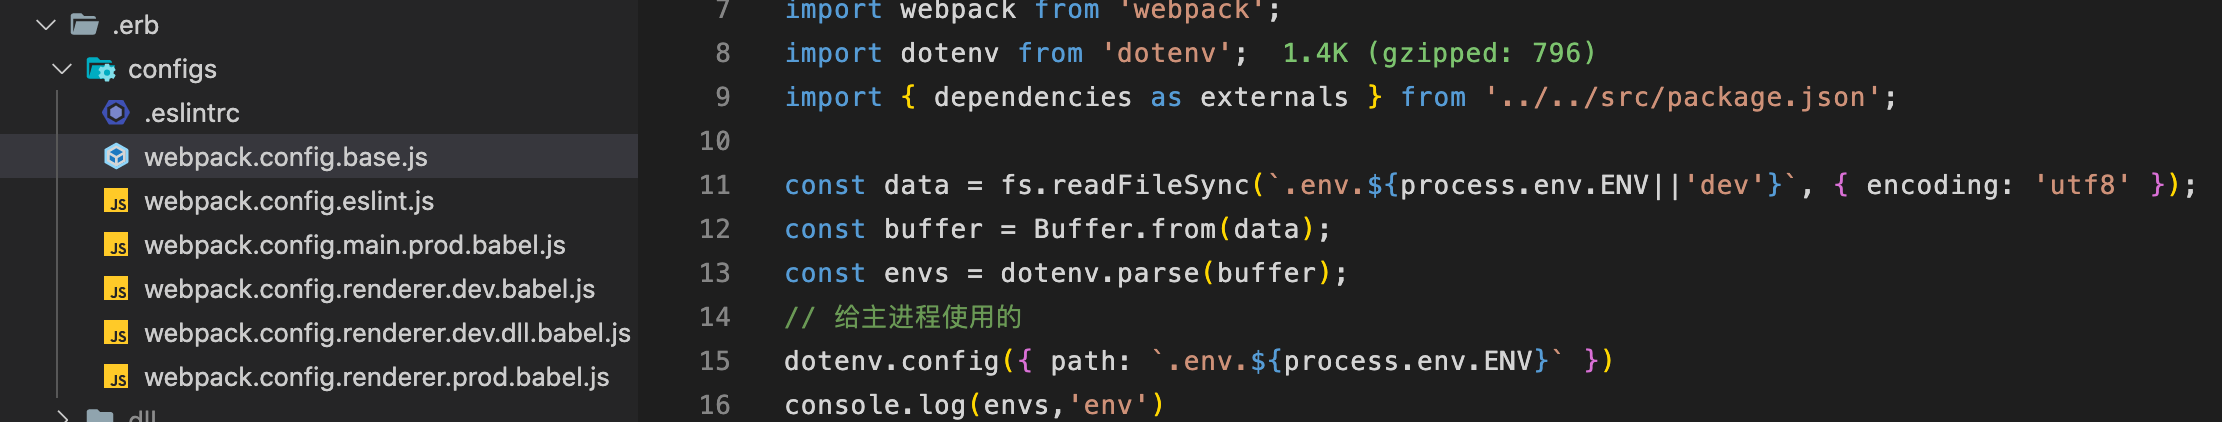 .erb
configs
.eslintrc
webpack.config.base.js
webpack.config.eslint.js
webpack.config.main.prod.babel.js
webpack.config.renderer.dev.babel.js
webpack.config.renderer.dev.dll.babel.js
webpack.config.renderer.prod.babel.js
dll
7 import webpack from 'webpack';
8 import dotenv from 'dotenv'; 1.4K (gzipped: 796)
9 import { dependencies as externals } from '../../src/package.json';
10
11 const data = fs.readFileSync(`.env.${process.env.ENV||'dev'}`, { encoding: 'utf8' });
12 const buffer = Buffer.from(data);
13 const envs = dotenv.parse(buffer);
14 // 给主进程使用的
15 dotenv.config({ path: `.env.${process.env.ENV}` })
16 console.log(envs,'env')